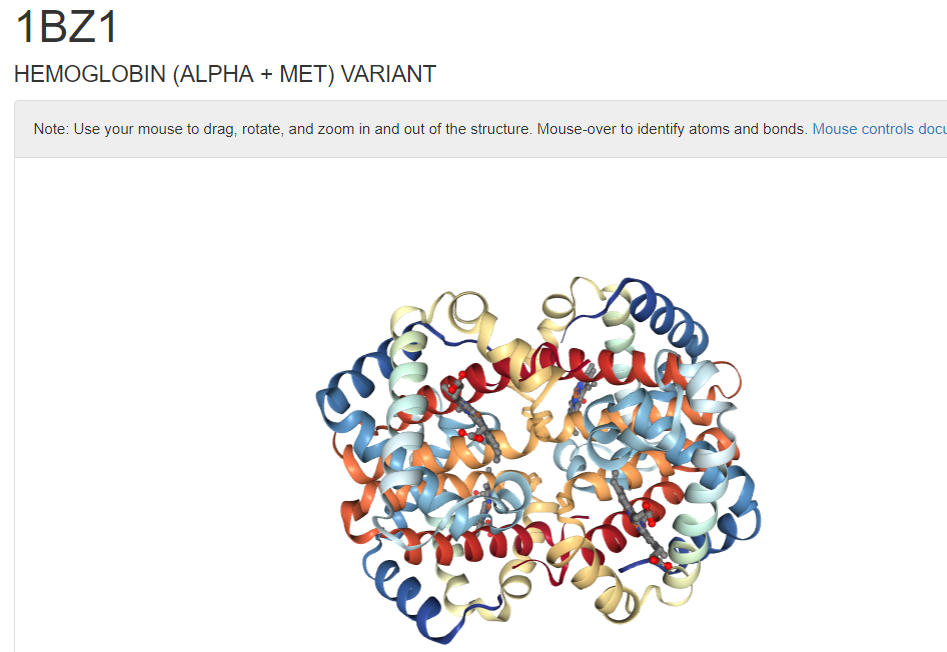 1BZ1
HEMOGLOBIN (ALPHA + MET) VARIANT
Note: Use your mouse to drag, rotate, and zoom in and out of the structure. Mouse-over to identify atoms and bonds. Mouse controls docu